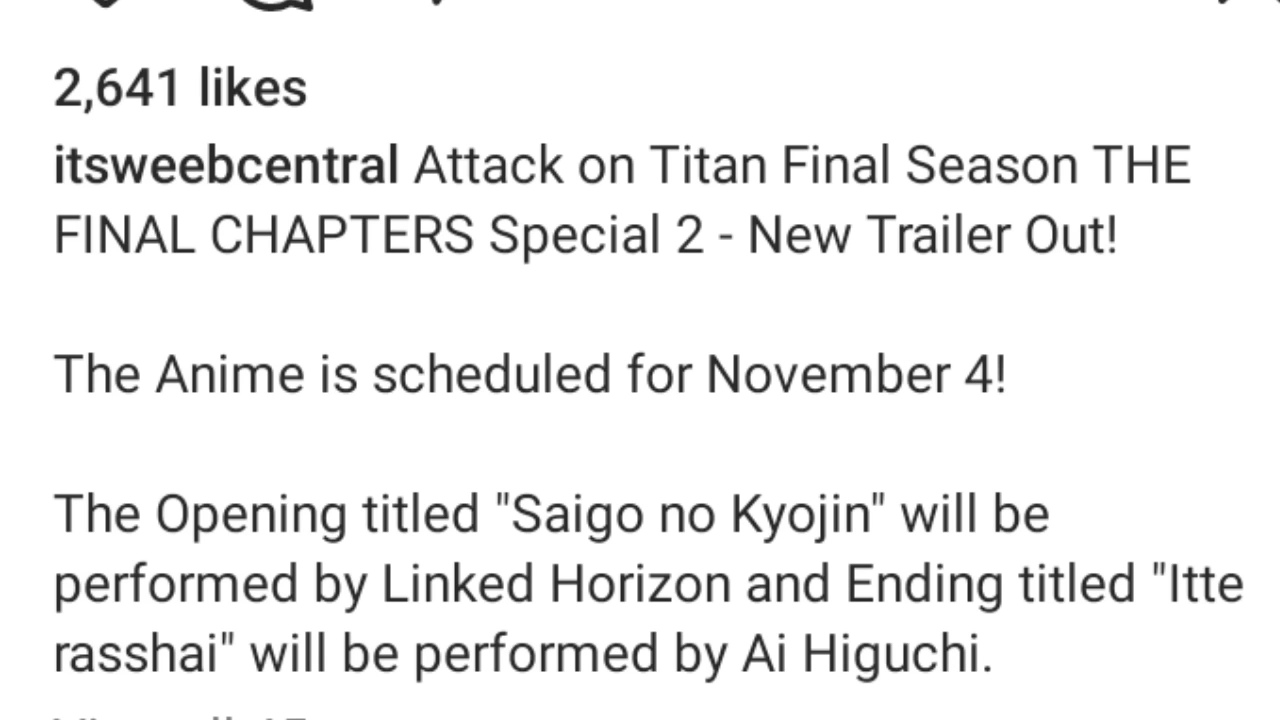 2,641 likes
itsweebcentral Attack on Titan Final Season THE
FINAL CHAPTERS Special 2 - New Trailer Out!
The Anime is scheduled for November 4!
The Opening titled "Saigo no Kyojin" will be
performed by Linked Horizon and Ending titled "Itte
rasshai" will be performed by Ai Higuchi.